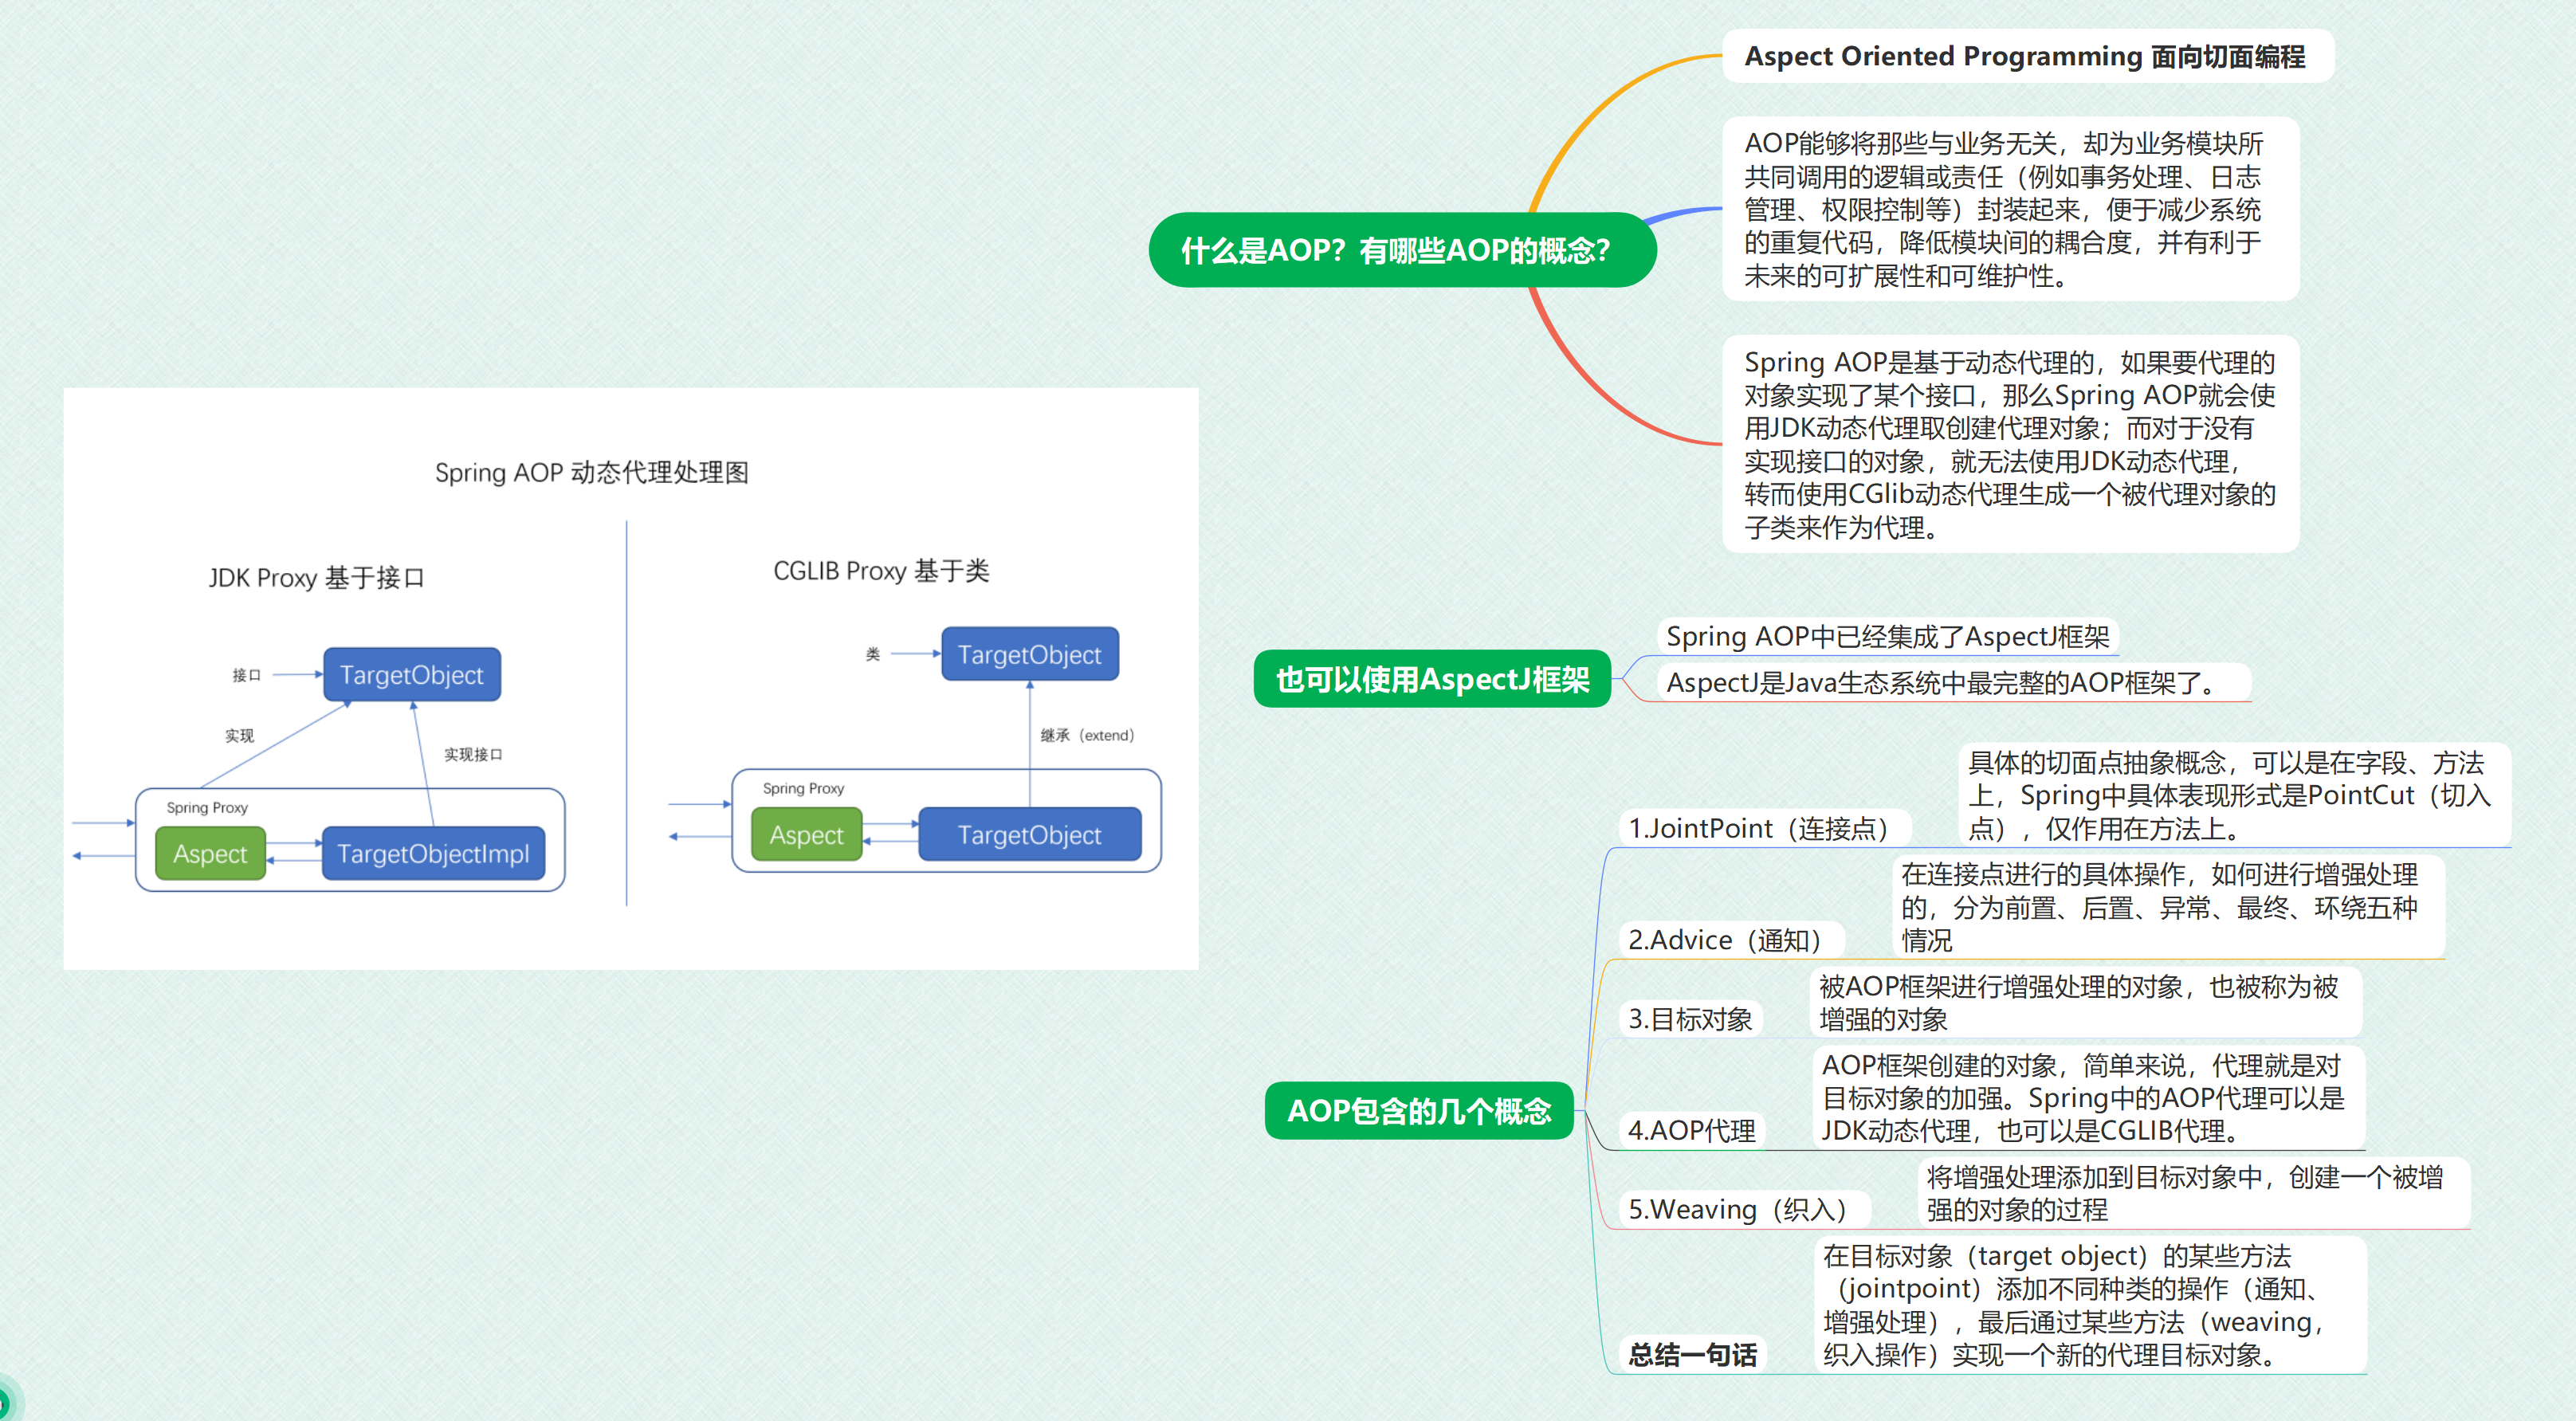 什么是AOP？有哪些AOP的概念？
Aspect Oriented Programming 面向切面编程
AOP能够将那些与业务无关，却为业务模块所
共同调用的逻辑或责任（例如事务处理、日志
管理、权限控制等）封装起来，便于减少系统
的重复代码，降低模块间的耦合度，并有利于
未来的可扩展性和可维护性。
Spring AOP是基于动态代理的，如果要代理的
对象实现了某个接口，那么Spring AOP就会使
用JDK动态代理取创建代理对象；而对于没有
实现接口的对象，就无法使用JDK动态代理，
转而使用CGlib动态代理生成一个被代理对象的
子类来作为代理。
Spring AOP 动态代理处理图
JDK Proxy 基于接口
接口
TargetObject
实现
实现接口
Spring Proxy
Aspect
TargetObjectImpl
CGLIB Proxy 基于类
类
TargetObject
继承（extend）
Spring Proxy
Aspect
TargetObject
也可以使用AspectJ框架
Spring AOP中已经集成了AspectJ框架
AspectJ是Java生态系统中最完整的AOP框架了。
AOP包含的几个概念
1.JointPoint（连接点）
具体的切面点抽象概念，可以是在字段、方法
上，Spring中具体表现形式是PointCut（切入
点），仅作用在方法上。
2.Advice（通知）
在连接点进行的具体操作，如何进行增强处理
的，分为前置、后置、异常、最终、环绕五种
情况
3.目标对象
被AOP框架进行增强处理的对象，也被称为被
增强的对象
4.AOP代理
AOP框架创建的对象，简单来说，代理就是对
目标对象的加强。Spring中的AOP代理可以是
JDK动态代理，也可以是CGLIB代理。
5.Weaving（织入）
将增强处理添加到目标对象中，创建一个被增
强的对象的过程
总结一句话
在目标对象（target object）的某些方法
（jointpoint）添加不同种类的操作（通知、
增强处理），最后通过某些方法（weaving，
织入操作）实现一个新的代理目标对象。